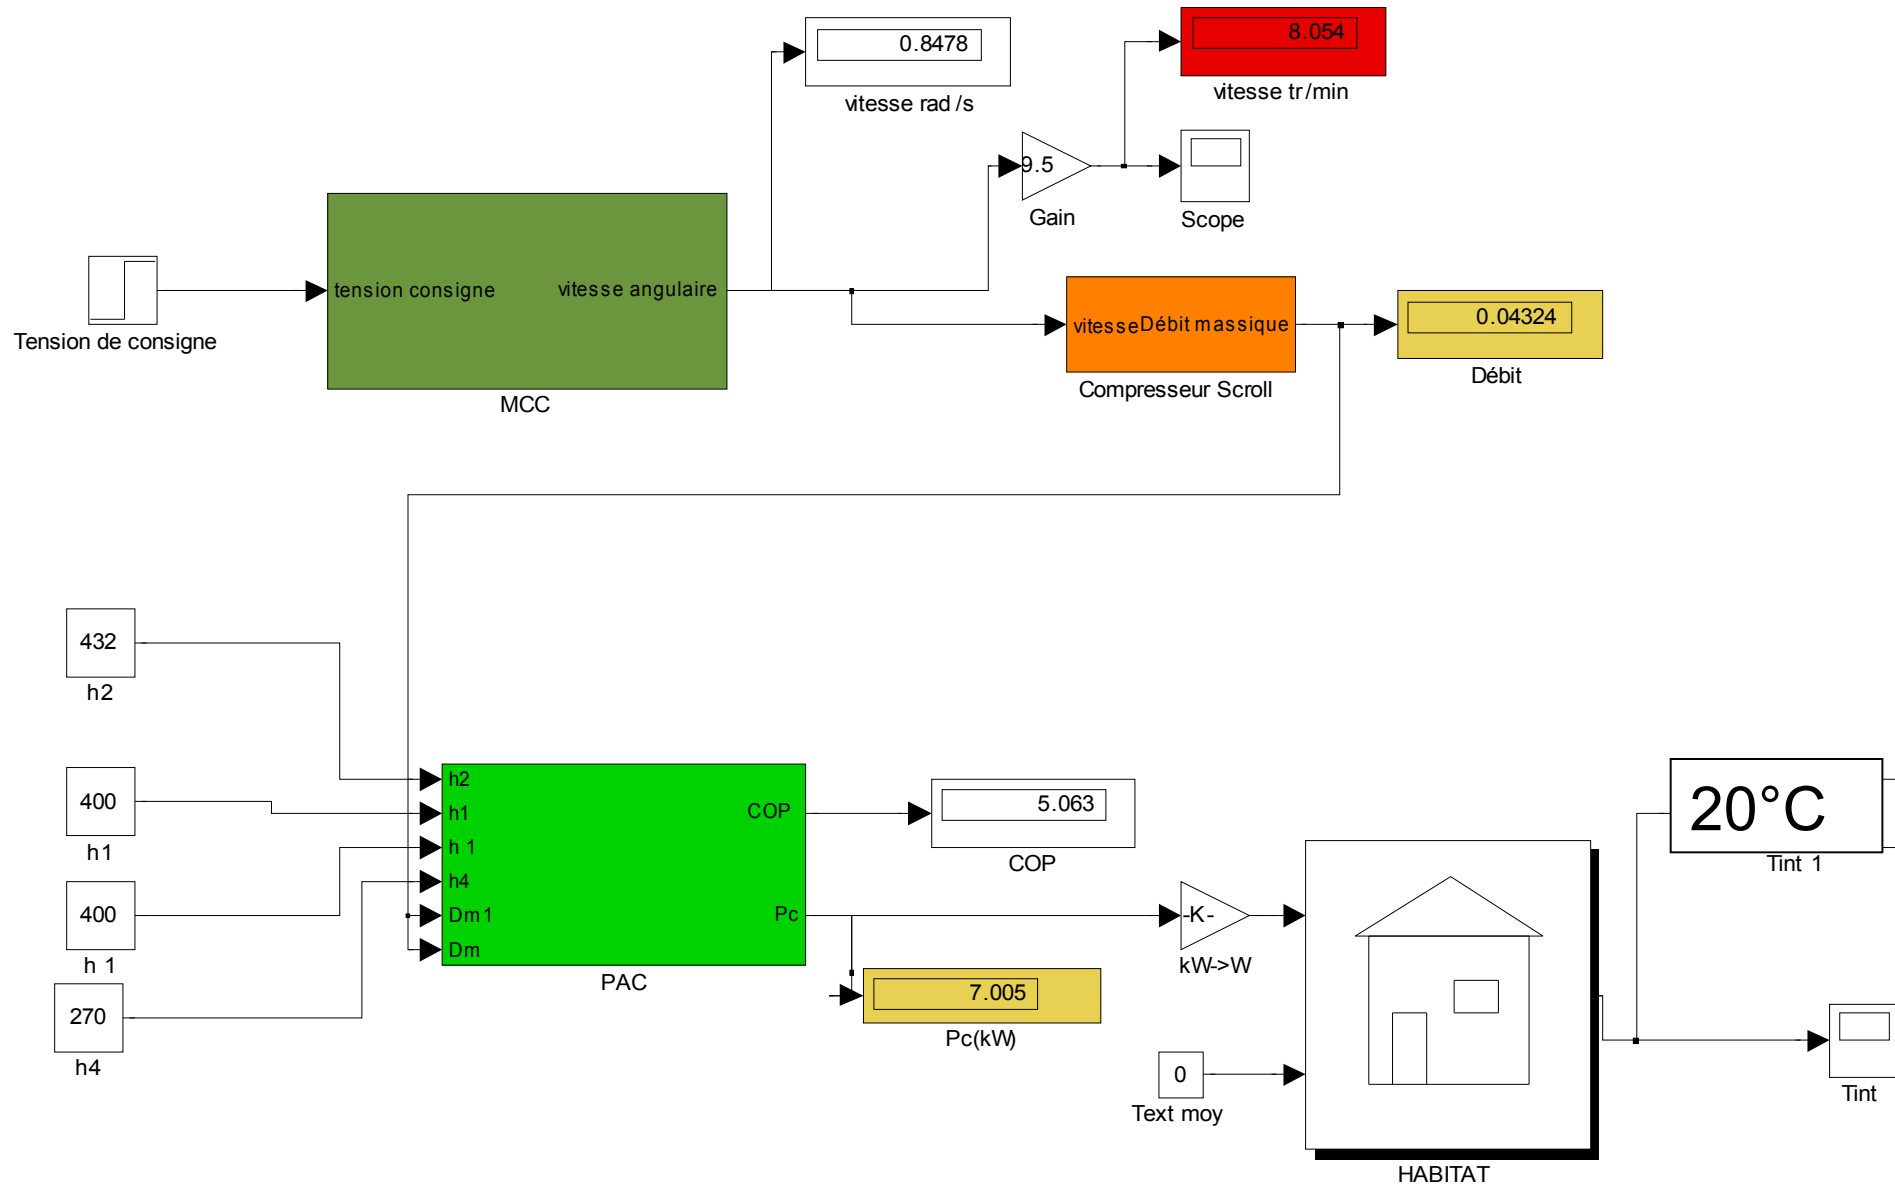 0.8478
vitesse rad /s
8.054
vitesse tr/min
9.5
Gain
Scope
Tension de consigne
tension consigne
vitesse angulaire
MCC
vitesse
Débit massique
Compresseur Scroll
0.04324
Débit
432
h2
400
h1
400
h 1
270
h4
h2
h1
h 1
h4
Dm1
Dm
COP
Pc
PAC
5.063
COP
7.005
Pc(kW)
-K-
kW->W
0
Text moy
HABITAT
20°C
Tint 1
Tint